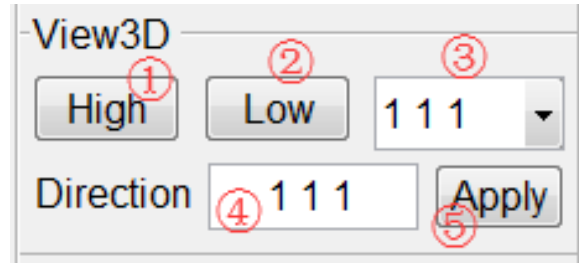 View3D
① High ② Low ③ 1 1 1
Direction ④ 1 1 1 ⑤ Apply